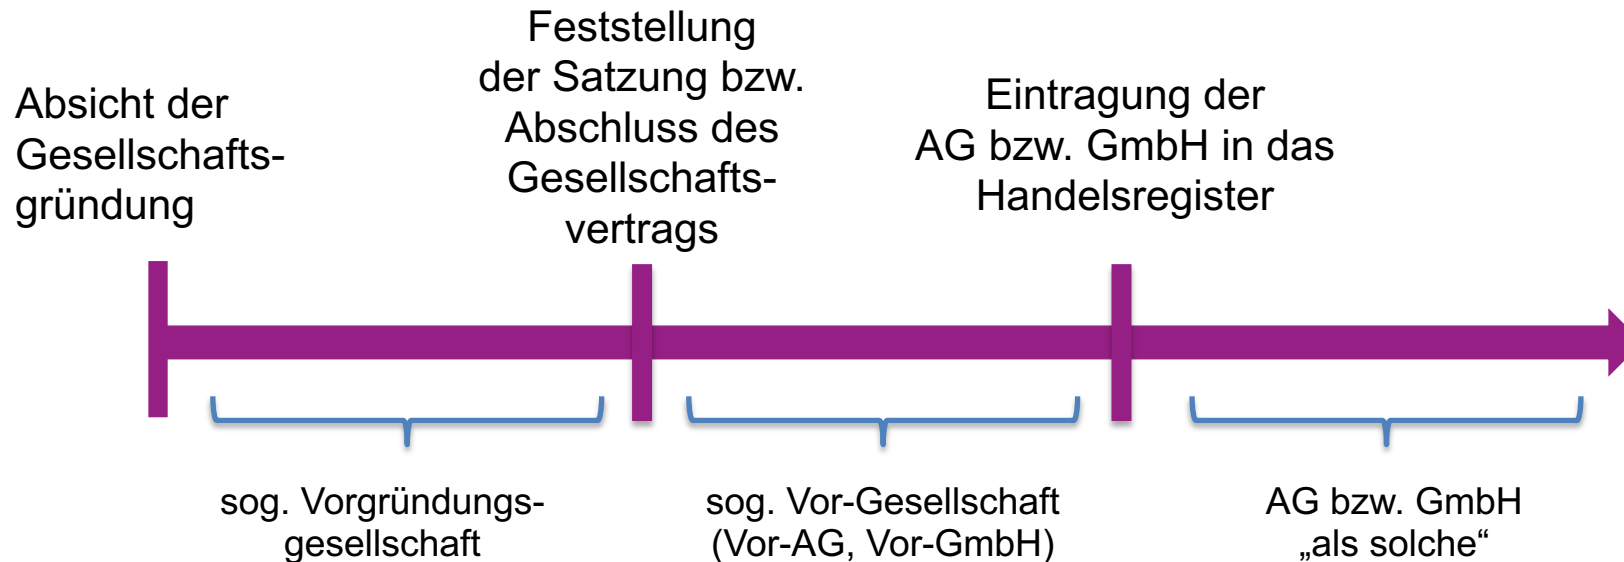 Absicht der
Gesellschafts-
gründung
Feststellung
der Satzung bzw.
Abschluss des
Gesellschafts-
vertrags
Eintragung der
AG bzw. GmbH in das
Handelsregister
sog. Vorgründungs-
gesellschaft
sog. Vor-Gesellschaft
(Vor-AG, Vor-GmbH)
AG bzw. GmbH
„als solche“